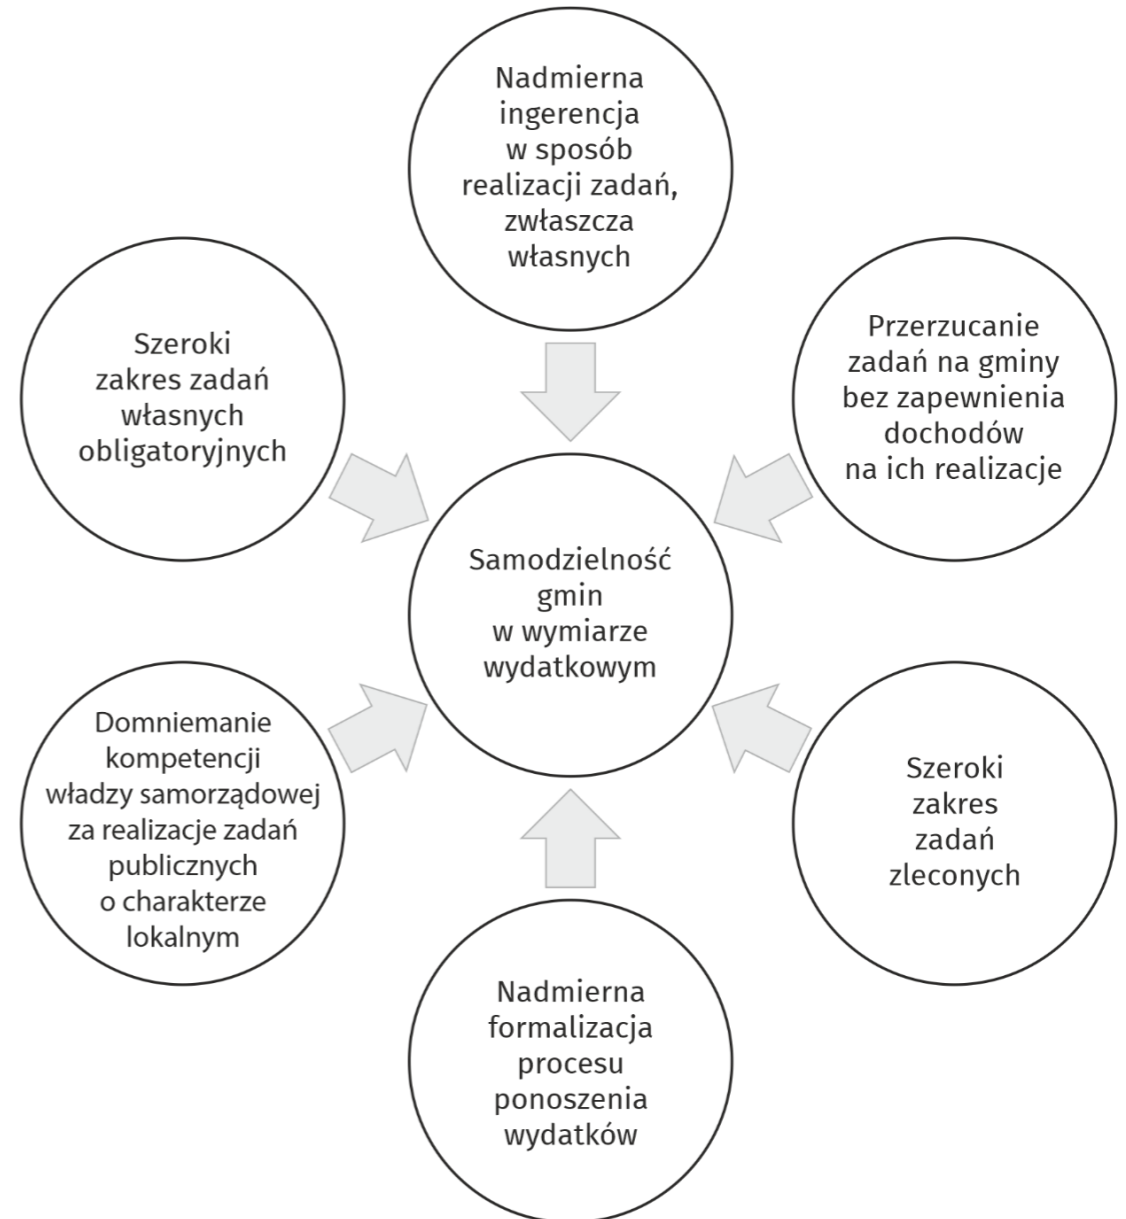 Nadmierna
ingerencja
w sposób
realizacji zadań,
zwłaszcza
własnych
Szeroki
zakres zadań
własnych
obligatoryjnych
Przerzucanie
zadań na gminy
bez zapewnienia
dochodów
na ich realizacje
Samodzielność
gmin
w wymiarze
wydatkowym
Domniemanie
kompetencji
władzy samorządowej
za realizacje zadań
publicznych
o charakterze
lokalnym
Szeroki
zakres
zadań
zleconych
Nadmierna
formalizacja
procesu
ponoszenia
wydatków